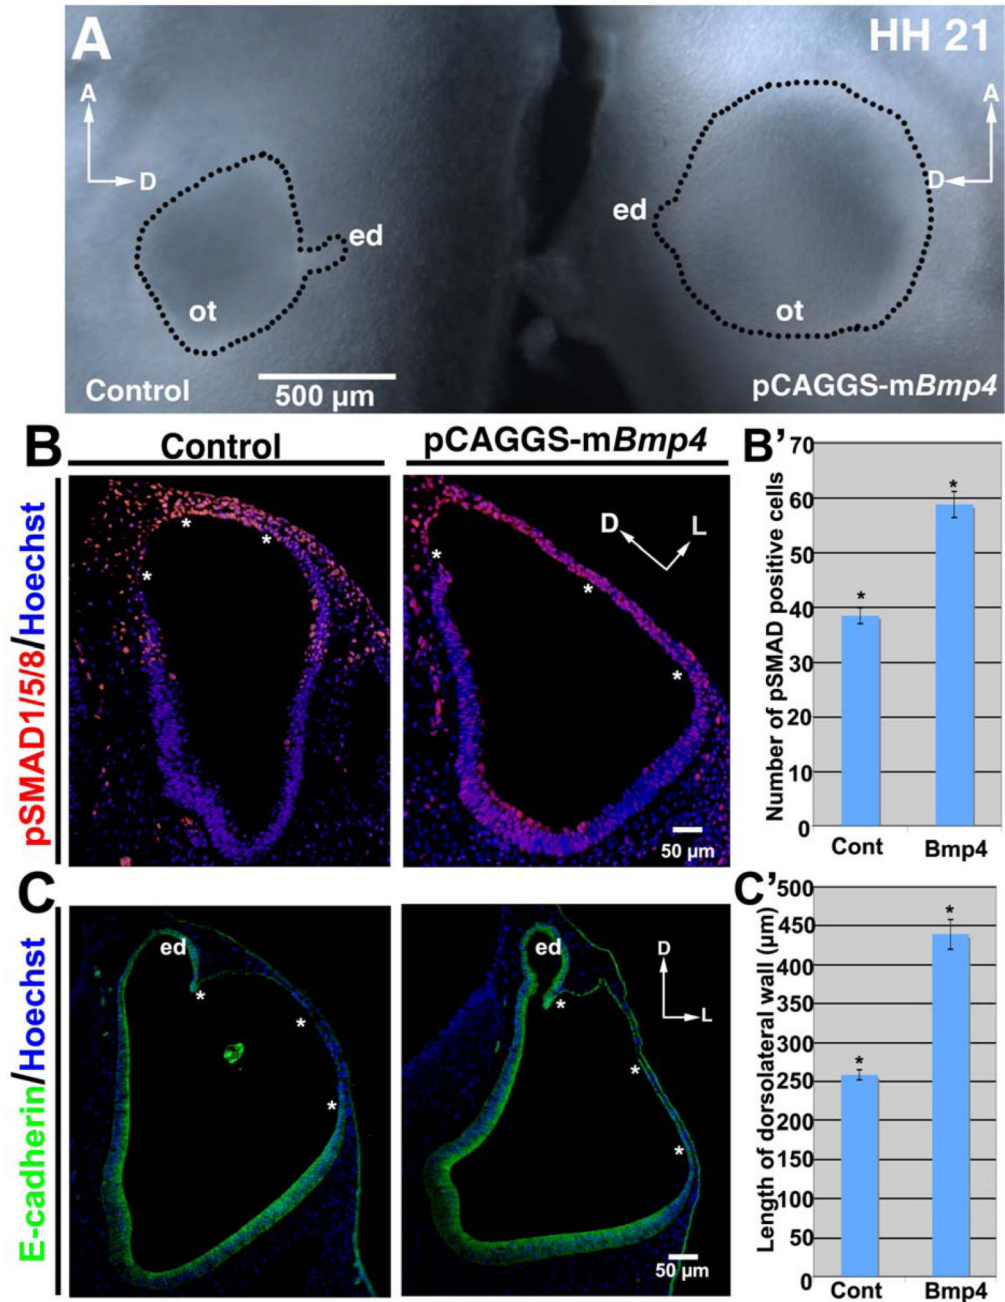 A
HH 21
A
D
ed
ot
Control
500 µm
A
D
ed
ot
pCAGGS-mBmp4
B
Control
pCAGGS-mBmp4
pSMAD1/5/8/Hoechst
*
*
*
D
L
*
*
*
50 µm
B'
Number of pSMAD positive cells
70
60
50
40
30
20
10
0
*
*
Cont
Bmp4
C
E-cadherin/Hoechst
ed
*
*
*
ed
D
L
*
*
*
50 µm
C'
Length of dorsolateral wall (µm)
500
450
400
350
300
250
200
150
100
50
0
*
*
Cont
Bmp4